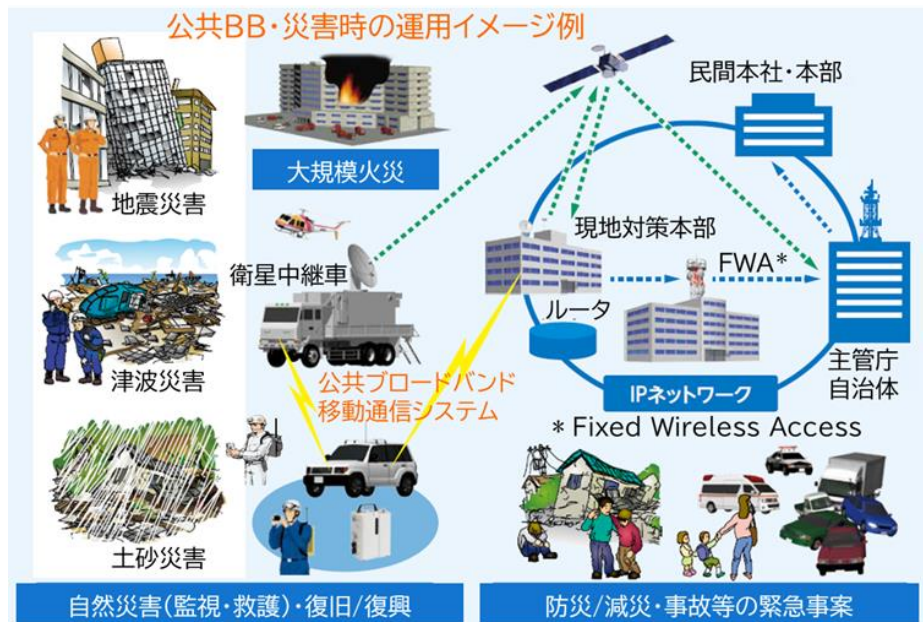 公共BB・災害時の運用イメージ例
地震災害
大規模火災
民間本社・本部
現地対策本部
衛星中継車
FWA*
ルータ
津波災害
主管庁
自治体
公共ブロードバンド
移動通信システム
IPネットワーク
* Fixed Wireless Access
土砂災害
自然災害(監視・救護)・復旧/復興
防災/減災・事故等の緊急事案